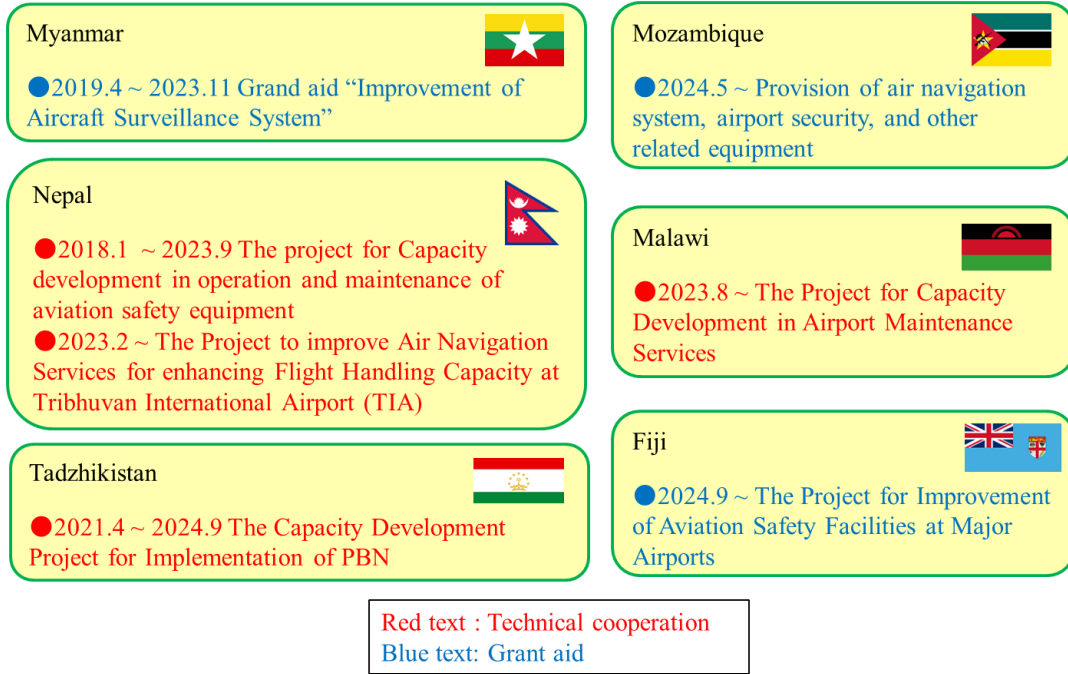 Myanmar
●2019.4 ~ 2023.11 Grand aid “Improvement of
Aircraft Surveillance System”
Nepal
●2018.1 ~ 2023.9 The project for Capacity
development in operation and maintenance of
aviation safety equipment
●2023.2 ~ The Project to improve Air Navigation
Services for enhancing Flight Handling Capacity at
Tribhuvan International Airport (TIA)
Tadzhikistan
●2021.4 ~ 2024.9 The Capacity Development
Project for Implementation of PBN
Mozambique
●2024.5 ~ Provision of air navigation
system, airport security, and other
related equipment
Malawi
●2023.8 ~ The Project for Capacity
Development in Airport Maintenance
Services
Fiji
●2024.9 ~ The Project for Improvement
of Aviation Safety Facilities at Major
Airports
Red text : Technical cooperation
Blue text: Grant aid